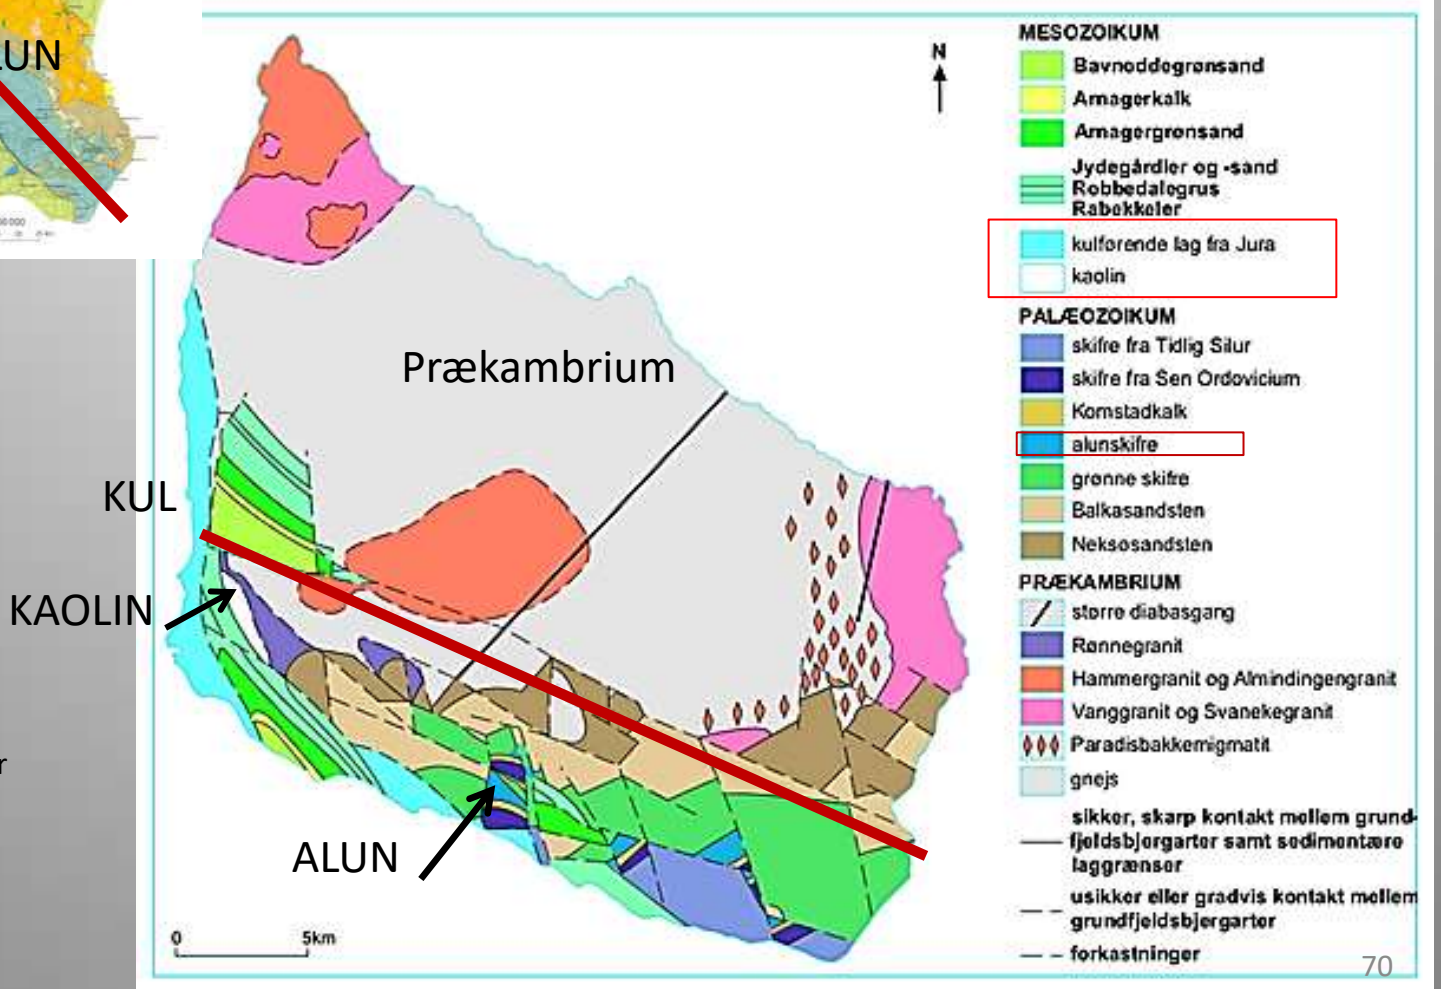 LUN
N
MESOZOIKUM
Bavnoddegrønsand
Arnagerkalk
Arnagergrønsand
Jydegårdler og -sand
Robbedalegrus
Rabekkeler
kulførende lag fra Jura
kaolin
PALÆOZOIKUM
skifre fra Tidlig Silur
skifre fra Sen Ordovicium
Komstadkalk
alunskifre
grønne skifre
Balkasandsten
Neksøsandsten
PRÆKAMBRIUM
større diabasgang
Rønnegranit
Hammergranit og Almindingengranit
Vanggranit og Svanekegranit
Paradisbakkemigmatit
gnejs
sikker, skarp kontakt mellem grund-
fjeldsbjergarter samt sedimentære
laggrænser
usikker eller gradvis kontakt mellem
grundfjeldsbjergarter
forkastninger
Prækambrium
KUL
KAOLIN
r
ALUN
0 5km
70